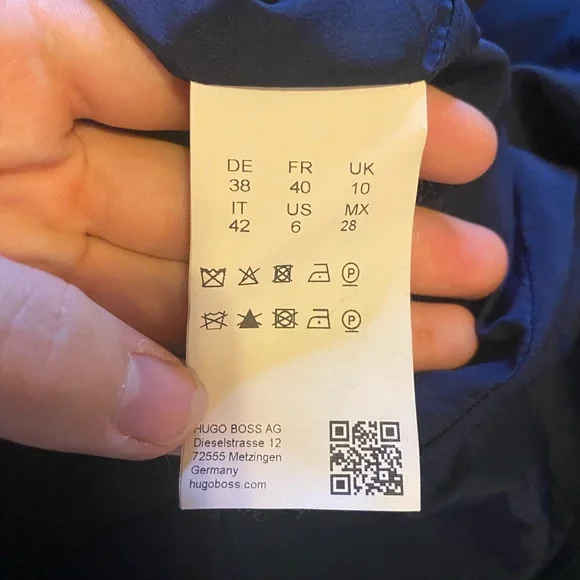 DE FR UK
38 40 10
IT US MX
42 6 28
P
P
HUGO BOSS AG
Dieselstrasse 12
72555 Metzingen
Germany
hugoboss.com